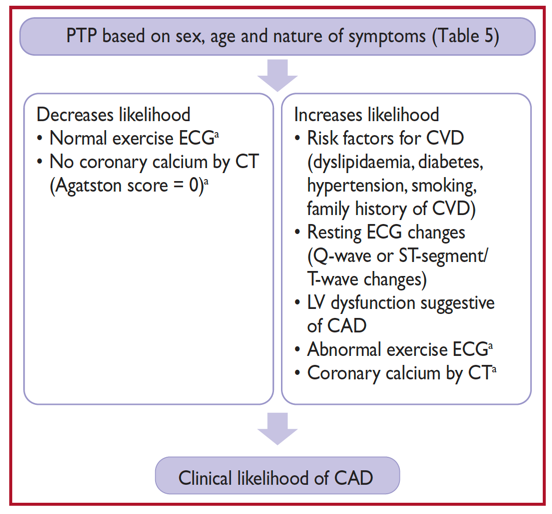 PTP based on sex, age and nature of symptoms (Table 5)
Decreases likelihood
• Normal exercise ECGᵃ
• No coronary calcium by CT
(Agatston score = 0)ᵃ
Increases likelihood
• Risk factors for CVD
(dyslipidaemia, diabetes,
hypertension, smoking,
family history of CVD)
• Resting ECG changes
(Q-wave or ST-segment/
T-wave changes)
• LV dysfunction suggestive
of CAD
• Abnormal exercise ECGᵃ
• Coronary calcium by CTᵃ
Clinical likelihood of CAD